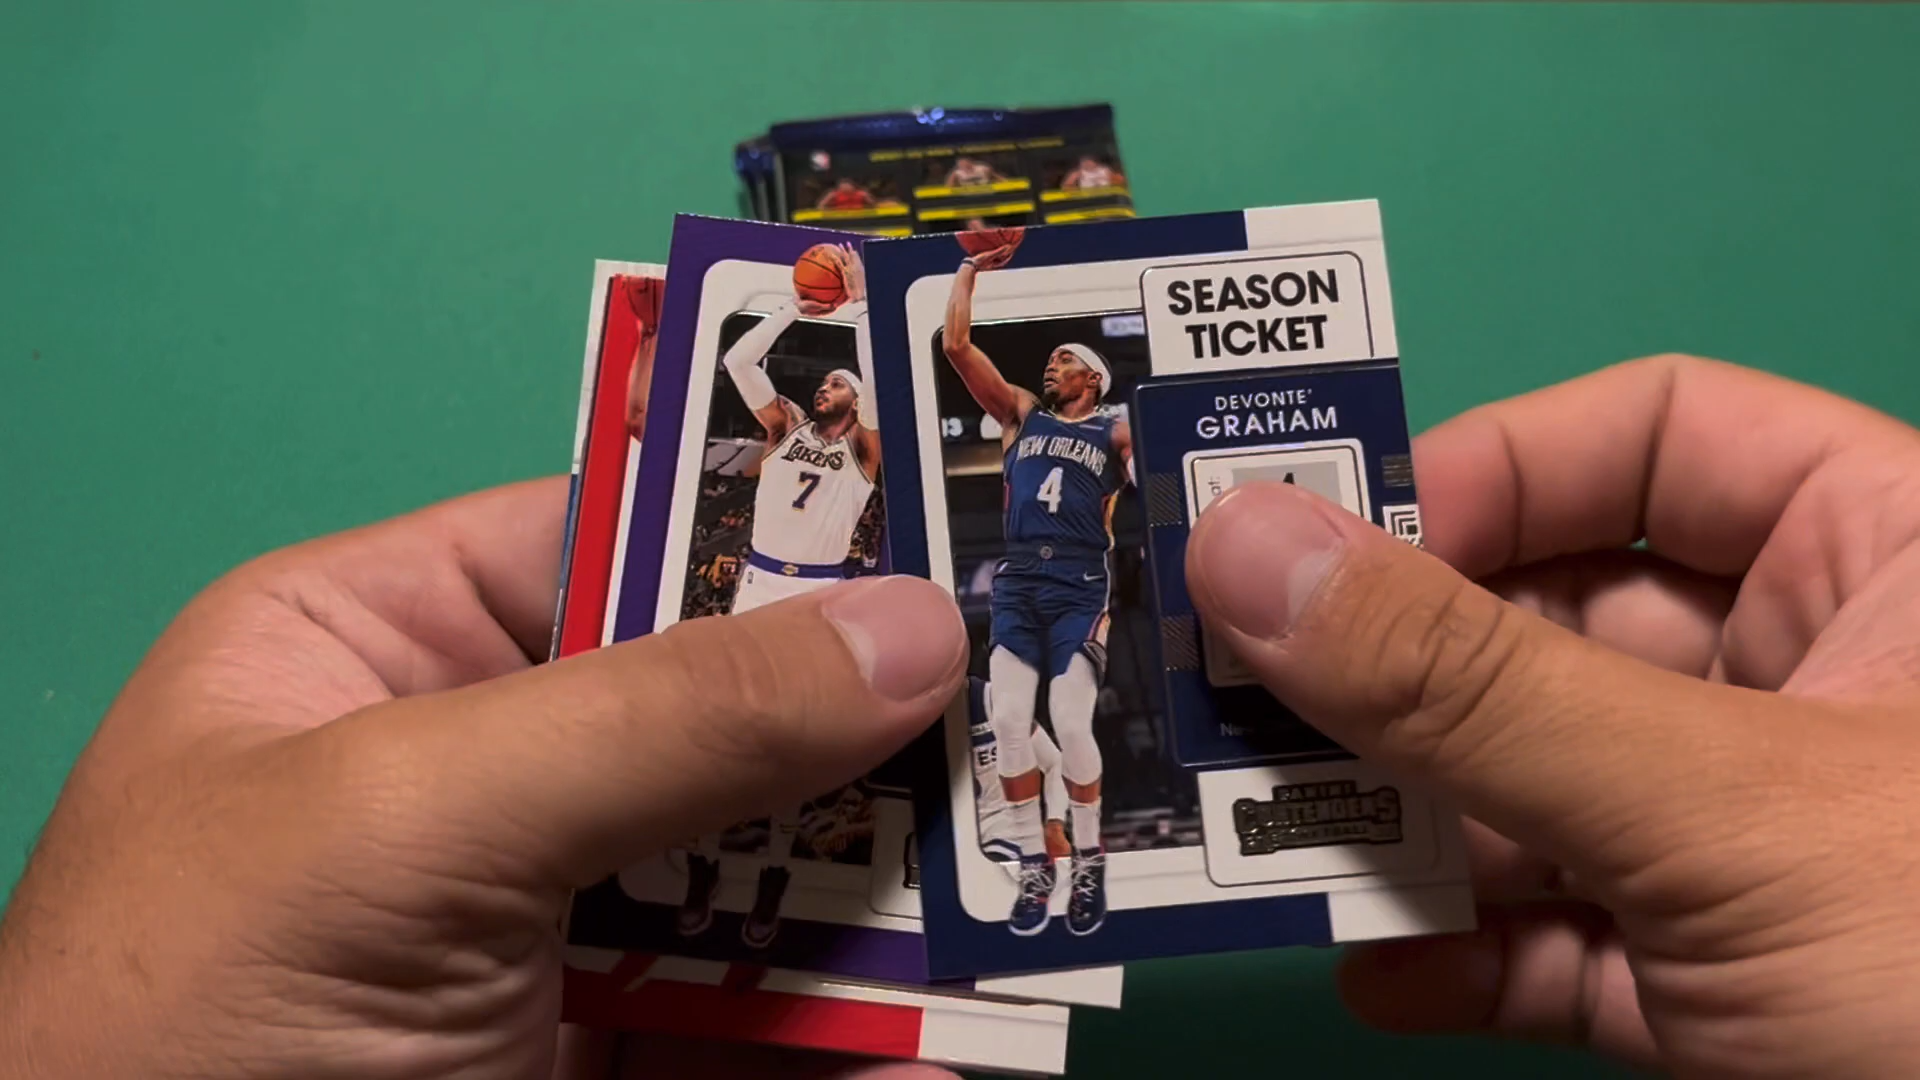 SEASON
TICKET
DEVONTE'
GRAHAM
LAKERS
7
NEW ORLEANS
4
PANINI
CONTENDERS